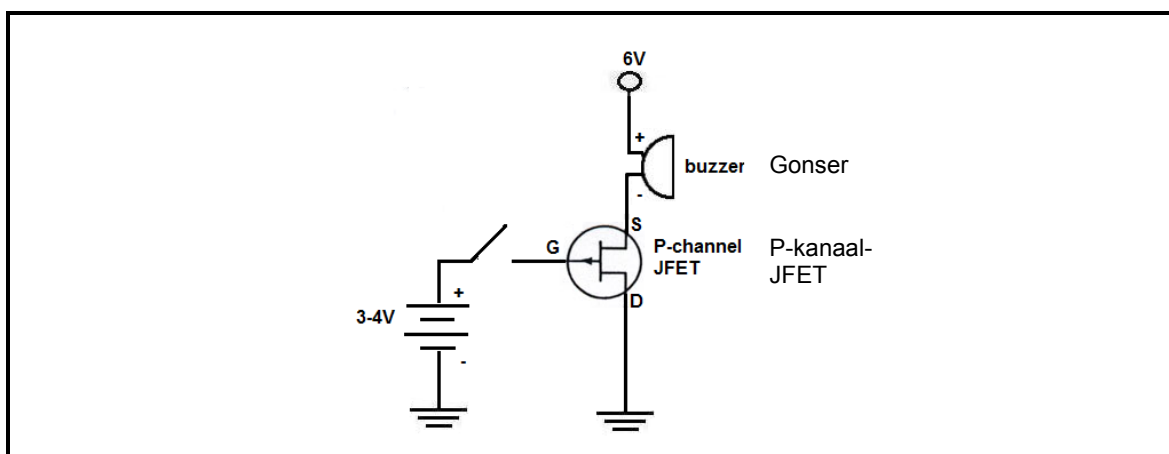 6V
+
buzzer Gonser
-
S
G
P-channel P-kanaal-
JFET JFET
D
+
3-4V
-